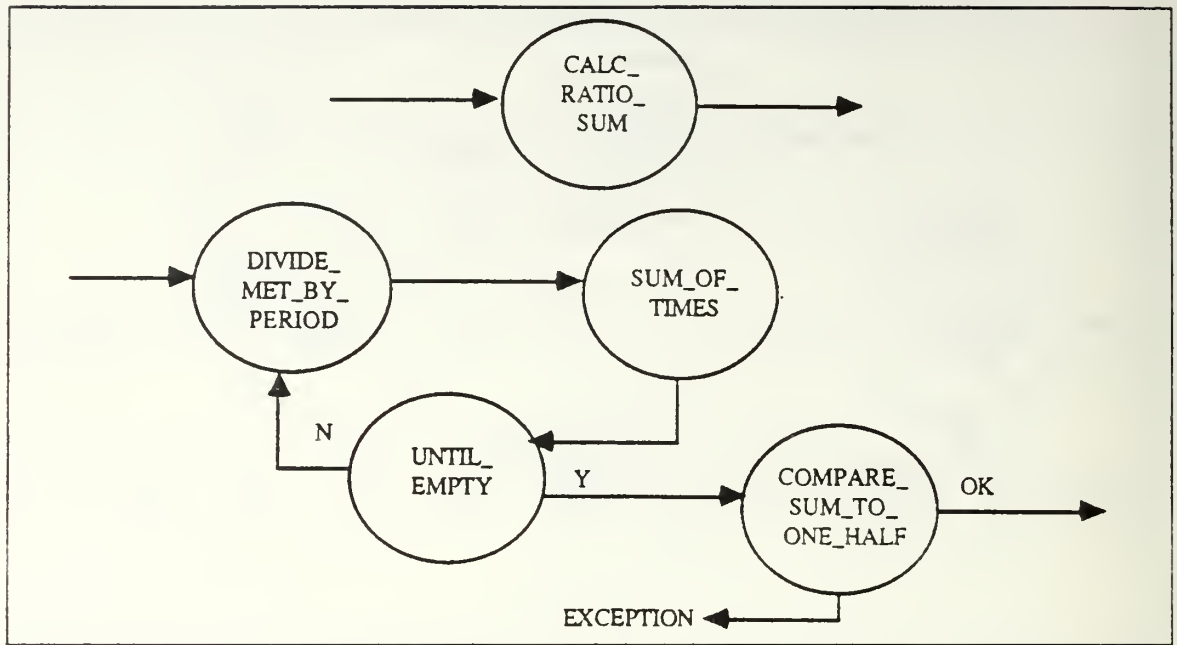 CALC_
RATIO_
SUM
DIVIDE_
MET_BY_
PERIOD
SUM_OF_
TIMES
N
UNTIL_
EMPTY
Y
COMPARE_
SUM_TO_
ONE_HALF
OK
EXCEPTION